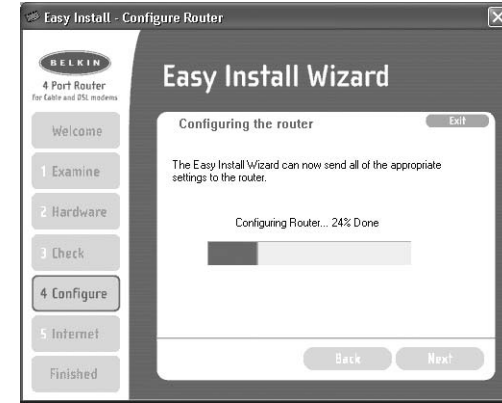 Easy Install - Configure Router
BELKIN
4 Port Router
for Cable and DSL modems
Easy Install Wizard
Welcome
1 Examine
2 Hardware
3 Check
4 Configure
5 Internet
Finished
Configuring the router
Exit
The Easy Install Wizard can now send all of the appropriate
settings to the router.
Configuring Router... 24% Done
Back
Next